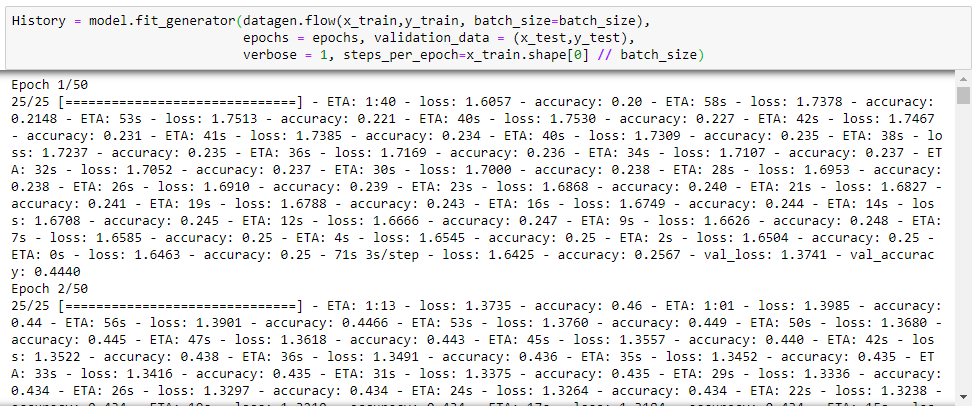 History = model.fit_generator(datagen.flow(x_train,y_train, batch_size=batch_size),
epochs = epochs, validation_data = (x_test,y_test),
verbose = 1, steps_per_epoch=x_train.shape[0] // batch_size)
Epoch 1/50
25/25 [==============================] - ETA: 1:40 - loss: 1.6057 - accuracy: 0.20 - ETA: 58s - loss: 1.7378 - accuracy:
0.2148 - ETA: 53s - loss: 1.7513 - accuracy: 0.221 - ETA: 40s - loss: 1.7530 - accuracy: 0.227 - ETA: 42s - loss: 1.7467
- accuracy: 0.231 - ETA: 41s - loss: 1.7385 - accuracy: 0.234 - ETA: 40s - loss: 1.7309 - accuracy: 0.235 - ETA: 38s - lo
ss: 1.7237 - accuracy: 0.235 - ETA: 36s - loss: 1.7169 - accuracy: 0.236 - ETA: 34s - loss: 1.7107 - accuracy: 0.237 - ET
A: 32s - loss: 1.7052 - accuracy: 0.237 - ETA: 30s - loss: 1.7000 - accuracy: 0.238 - ETA: 28s - loss: 1.6953 - accuracy:
0.238 - ETA: 26s - loss: 1.6910 - accuracy: 0.239 - ETA: 23s - loss: 1.6868 - accuracy: 0.240 - ETA: 21s - loss: 1.6827 -
accuracy: 0.241 - ETA: 19s - loss: 1.6788 - accuracy: 0.243 - ETA: 16s - loss: 1.6749 - accuracy: 0.244 - ETA: 14s - los
s: 1.6708 - accuracy: 0.245 - ETA: 12s - loss: 1.6666 - accuracy: 0.247 - ETA: 9s - loss: 1.6626 - accuracy: 0.248 - ETA:
7s - loss: 1.6585 - accuracy: 0.25 - ETA: 4s - loss: 1.6545 - accuracy: 0.25 - ETA: 2s - loss: 1.6504 - accuracy: 0.25 -
ETA: 0s - loss: 1.6463 - accuracy: 0.25 - 71s 3s/step - loss: 1.6425 - accuracy: 0.2567 - val_loss: 1.3741 - val_accurac
y: 0.4440
Epoch 2/50
25/25 [==============================] - ETA: 1:13 - loss: 1.3735 - accuracy: 0.46 - ETA: 1:01 - loss: 1.3985 - accuracy:
0.44 - ETA: 56s - loss: 1.3901 - accuracy: 0.4466 - ETA: 53s - loss: 1.3760 - accuracy: 0.449 - ETA: 50s - loss: 1.3680 -
accuracy: 0.445 - ETA: 47s - loss: 1.3618 - accuracy: 0.443 - ETA: 45s - loss: 1.3557 - accuracy: 0.440 - ETA: 42s - los
s: 1.3522 - accuracy: 0.438 - ETA: 36s - loss: 1.3491 - accuracy: 0.436 - ETA: 35s - loss: 1.3452 - accuracy: 0.435 - ET
A: 33s - loss: 1.3416 - accuracy: 0.435 - ETA: 31s - loss: 1.3375 - accuracy: 0.435 - ETA: 29s - loss: 1.3336 - accuracy:
0.434 - ETA: 26s - loss: 1.3297 - accuracy: 0.434 - ETA: 24s - loss: 1.3264 - accuracy: 0.434 - ETA: 22s - loss: 1.3238 -